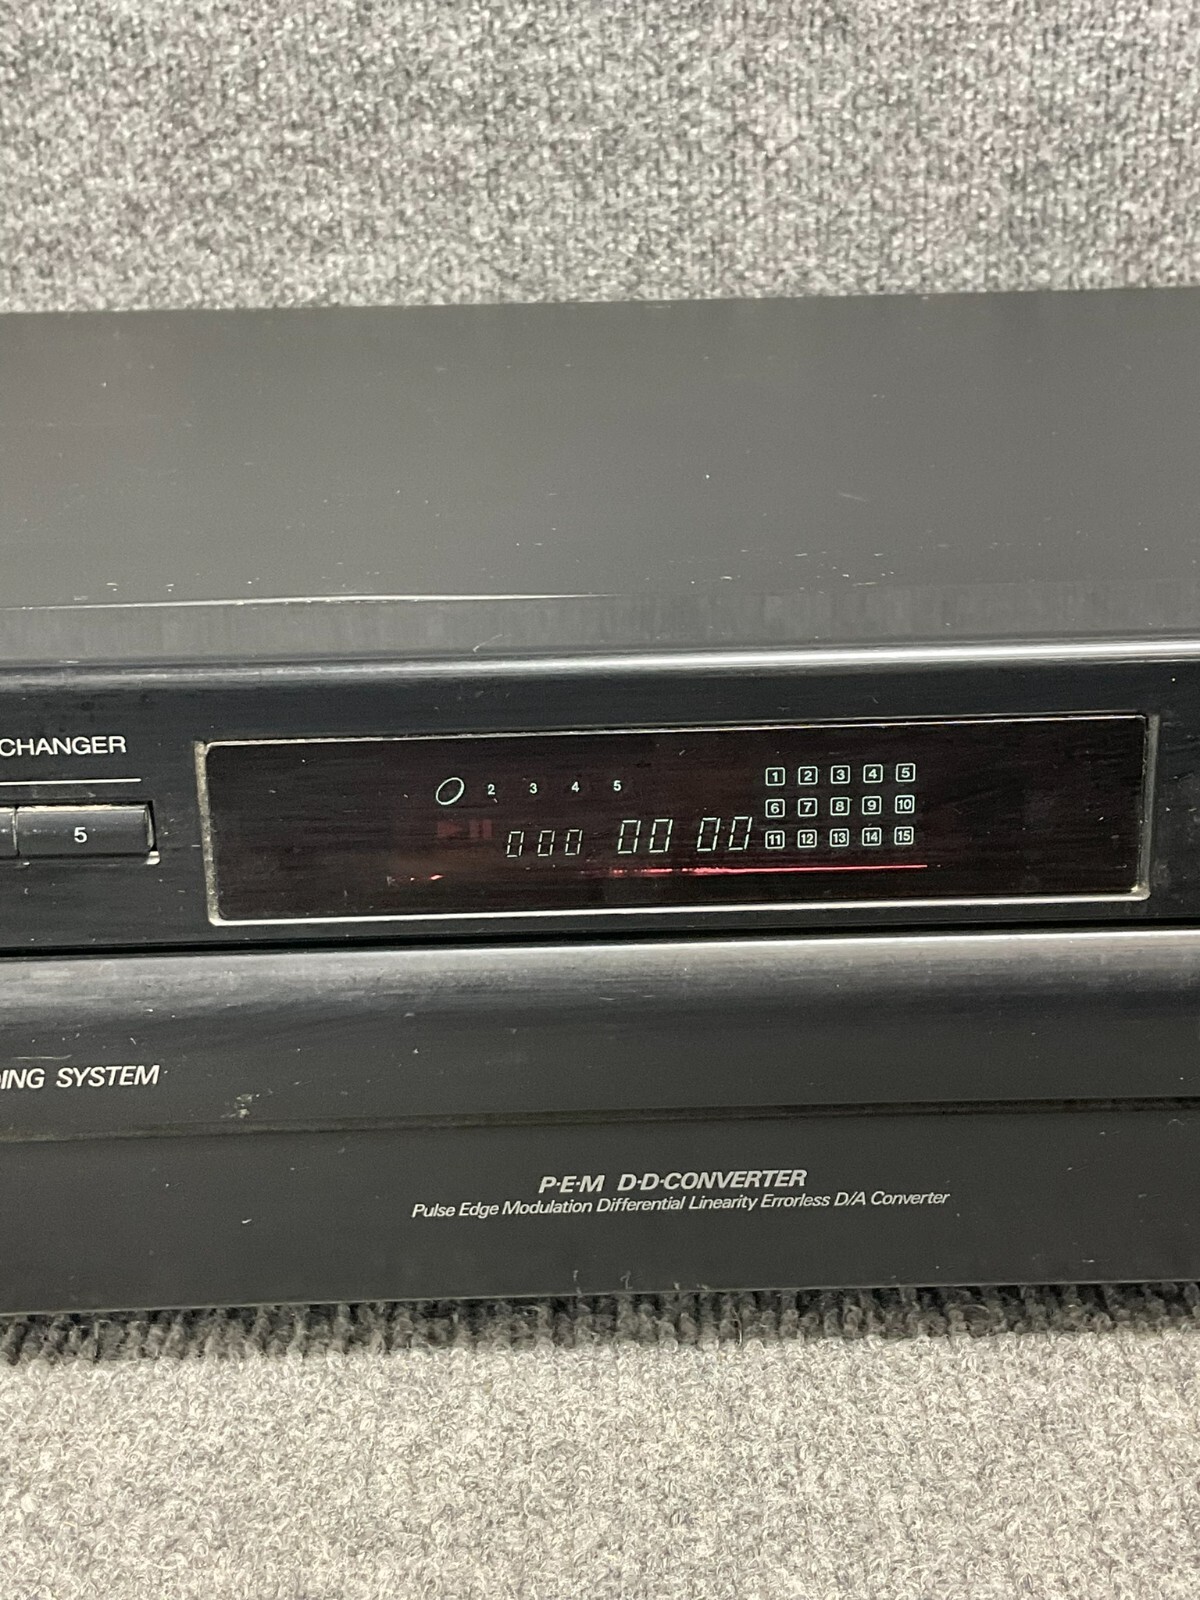 CHANGER
5
2 3 4 5
1 2 3 4 5
6 7 8 9 10
000 00 00
11 12 13 14 15
ING SYSTEM
P·E·M D·D·CONVERTER
Pulse Edge Modulation Differential Linearity Errorless D/A Converter